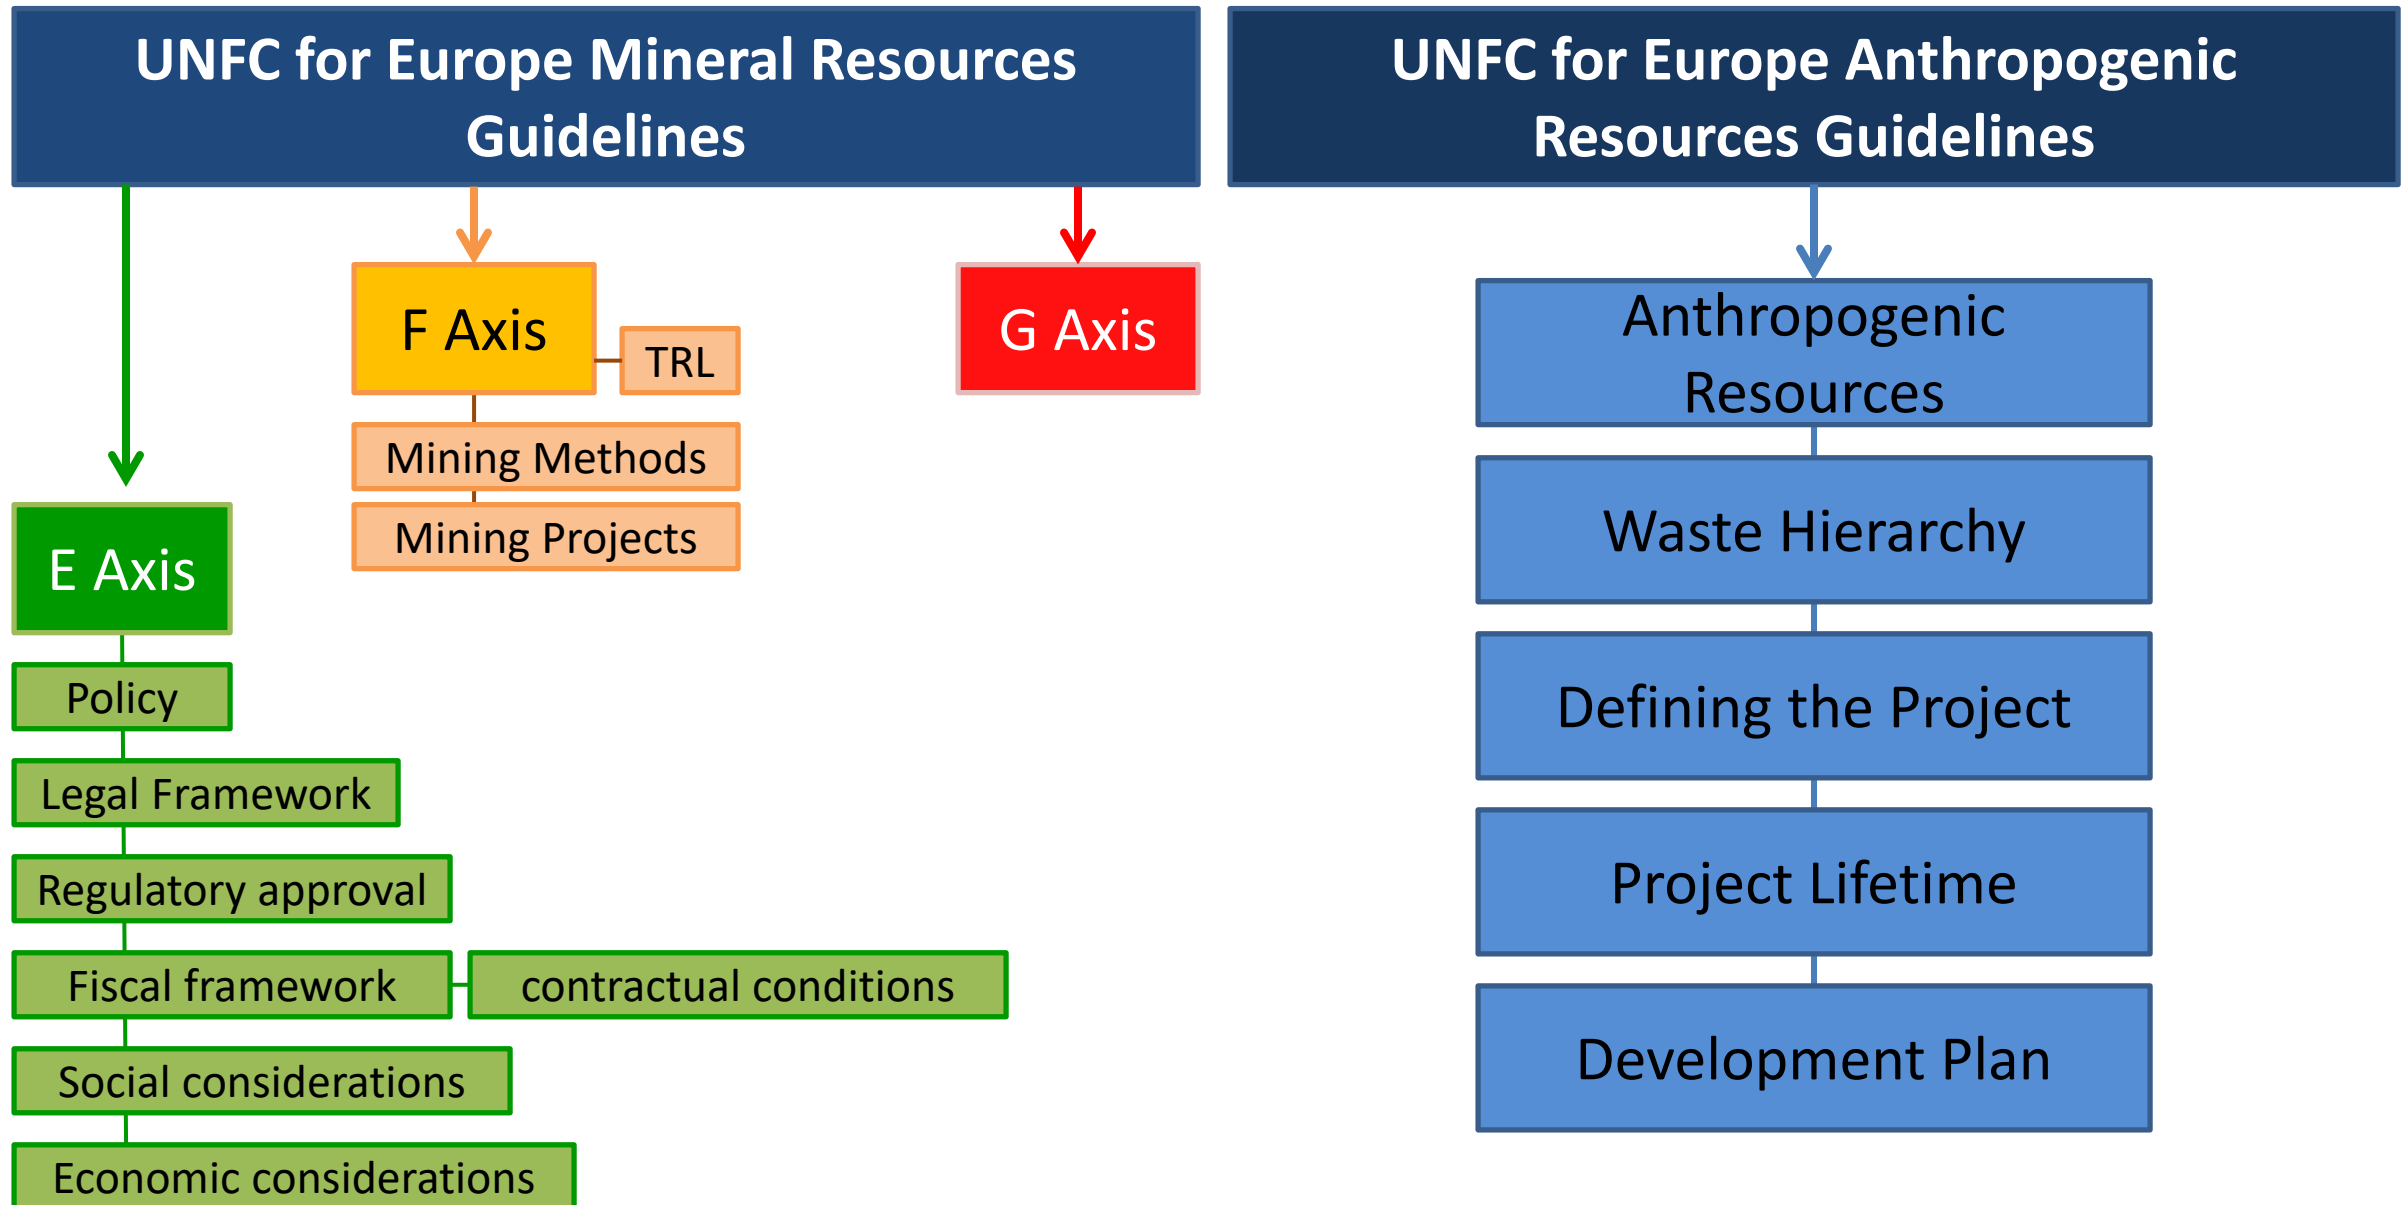 UNFC for Europe Mineral Resources
Guidelines
UNFC for Europe Anthropogenic
Resources Guidelines
F Axis
TRL
Mining Methods
Mining Projects
G Axis
E Axis
Policy
Legal Framework
Regulatory approval
Fiscal framework
contractual conditions
Social considerations
Economic considerations
Anthropogenic
Resources
Waste Hierarchy
Defining the Project
Project Lifetime
Development Plan